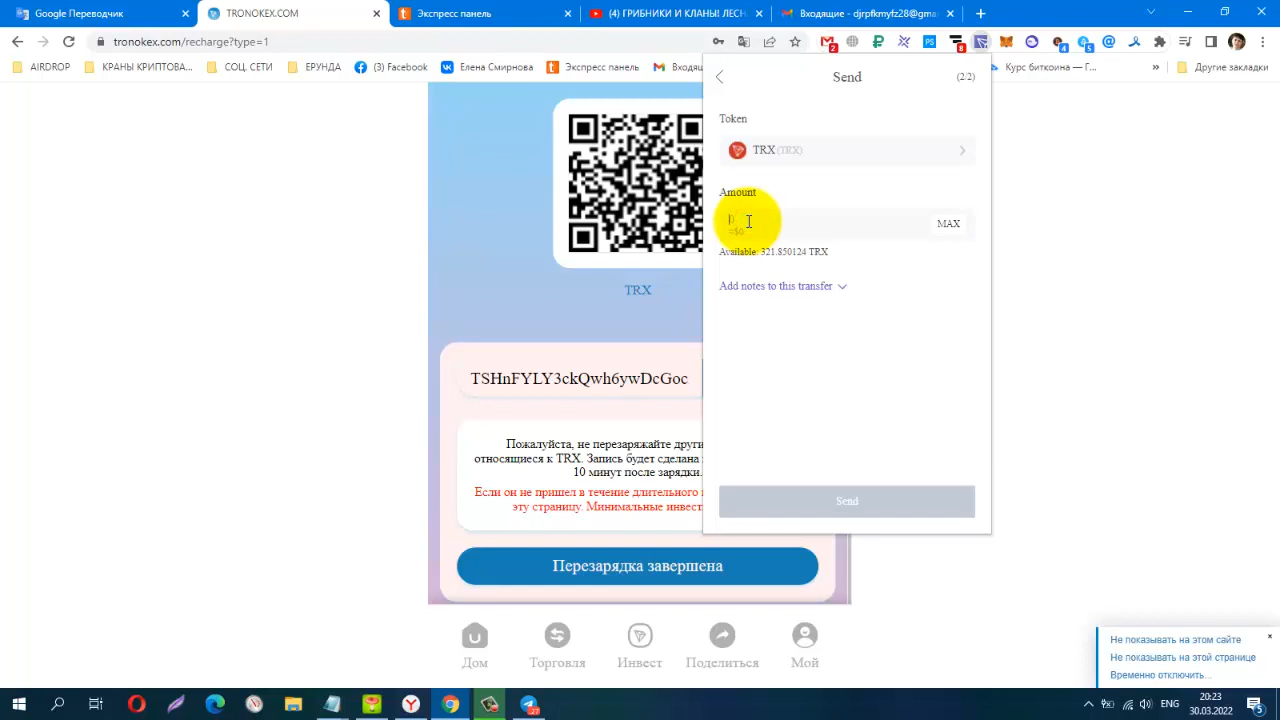 Google Переводчик
TRONOKEX.COM
Экспресс панель
(4) ГРИБНИКИ И КЛАНЫ! ЛЕСН
Входящие - djrpfkmyfz28@gma
tronokex.com/recharge?type=1
AIRDROP
КРАНЫ КРИПТОВА...
СОЦ. СЕТИ
ЕРУНДА
(3) Facebook
Елена Смирнова
Экспресс панель
Входящ
Курс биткоина — Г...
»
Другие закладки
Send
(2/2)
Token
TRX (TRX)
Amount
0
≈$0
MAX
Available: 321.850124 TRX
Add notes to this transfer
Send
TRX
TSHnFYLY3ckQwh6ywDcGoc
Пожалуйста, не перезаряжайте други
относящиеся к TRX. Запись будет сделана
10 минут после зарядки.
Если он не пришел в течение длительного
эту страницу. Минимальные инвест
Перезарядка завершена
Дом
Торговля
Инвест
Поделиться
Мой
Не показывать на этом сайте
Не показывать на этой странице
Временно отключить...
ENG
20:23
30.03.2022